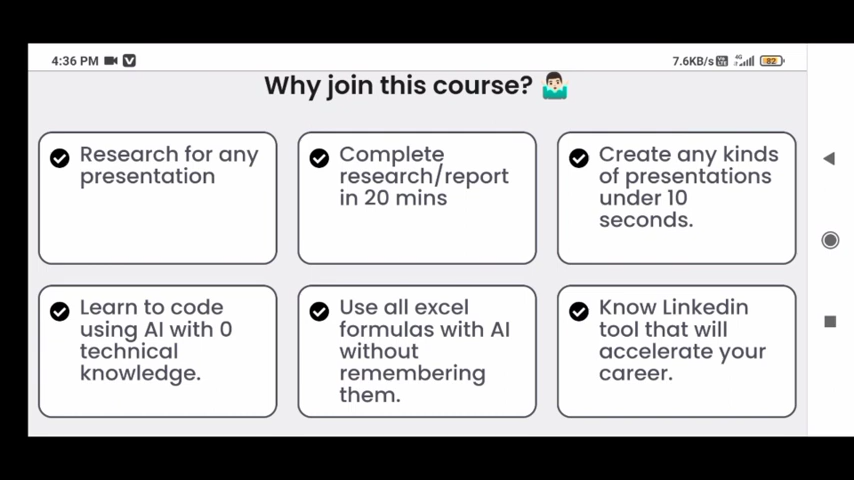 4:36 PM
7.6KB/s 4G 82
Why join this course?
Research for any
presentation
Complete
research/report
in 20 mins
Create any kinds
of presentations
under 10
seconds.
Learn to code
using AI with 0
technical
knowledge.
Use all excel
formulas with AI
without
remembering
them.
Know Linkedin
tool that will
accelerate your
career.